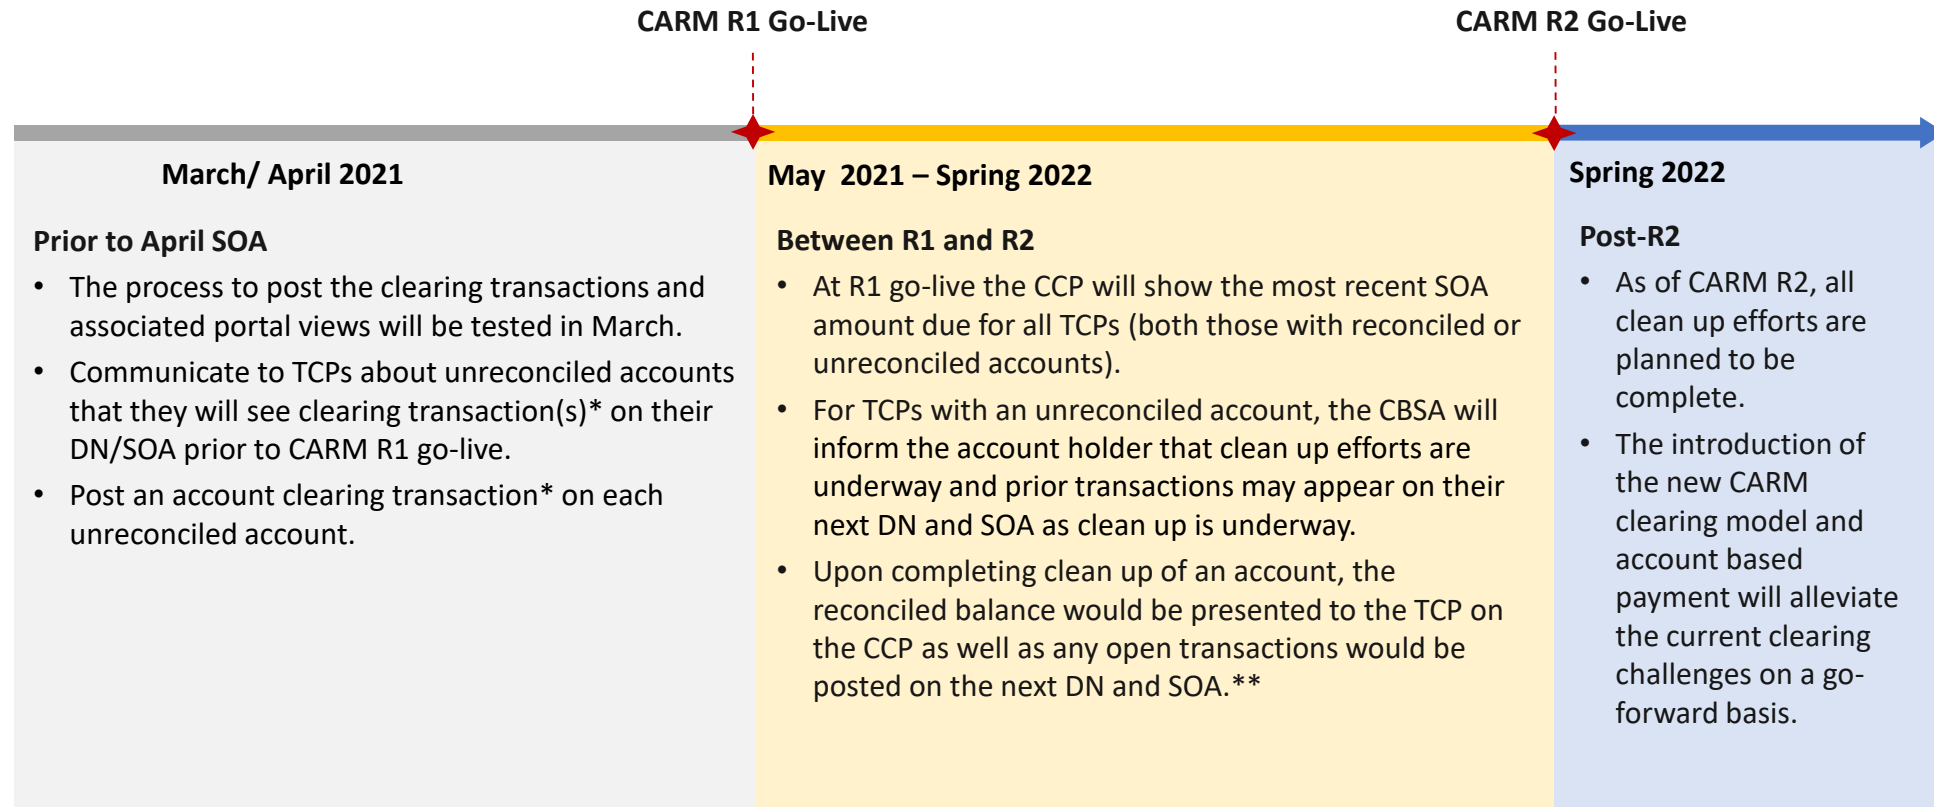 CARM R1 Go-Live
CARM R2 Go-Live
March/ April 2021
Prior to April SOA
• The process to post the clearing transactions and
associated portal views will be tested in March.
• Communicate to TCPs about unreconciled accounts
that they will see clearing transaction(s)* on their
DN/SOA prior to CARM R1 go-live.
• Post an account clearing transaction* on each
unreconciled account.
May 2021 – Spring 2022
Between R1 and R2
• At R1 go-live the CCP will show the most recent SOA
amount due for all TCPs (both those with reconciled or
unreconciled accounts).
• For TCPs with an unreconciled account, the CBSA will
inform the account holder that clean up efforts are
underway and prior transactions may appear on their
next DN and SOA as clean up is underway.
• Upon completing clean up of an account, the
reconciled balance would be presented to the TCP on
the CCP as well as any open transactions would be
posted on the next DN and SOA.**
Spring 2022
Post-R2
• As of CARM R2, all
clean up efforts are
planned to be
complete.
• The introduction of
the new CARM
clearing model and
account based
payment will alleviate
the current clearing
challenges on a go-
forward basis.